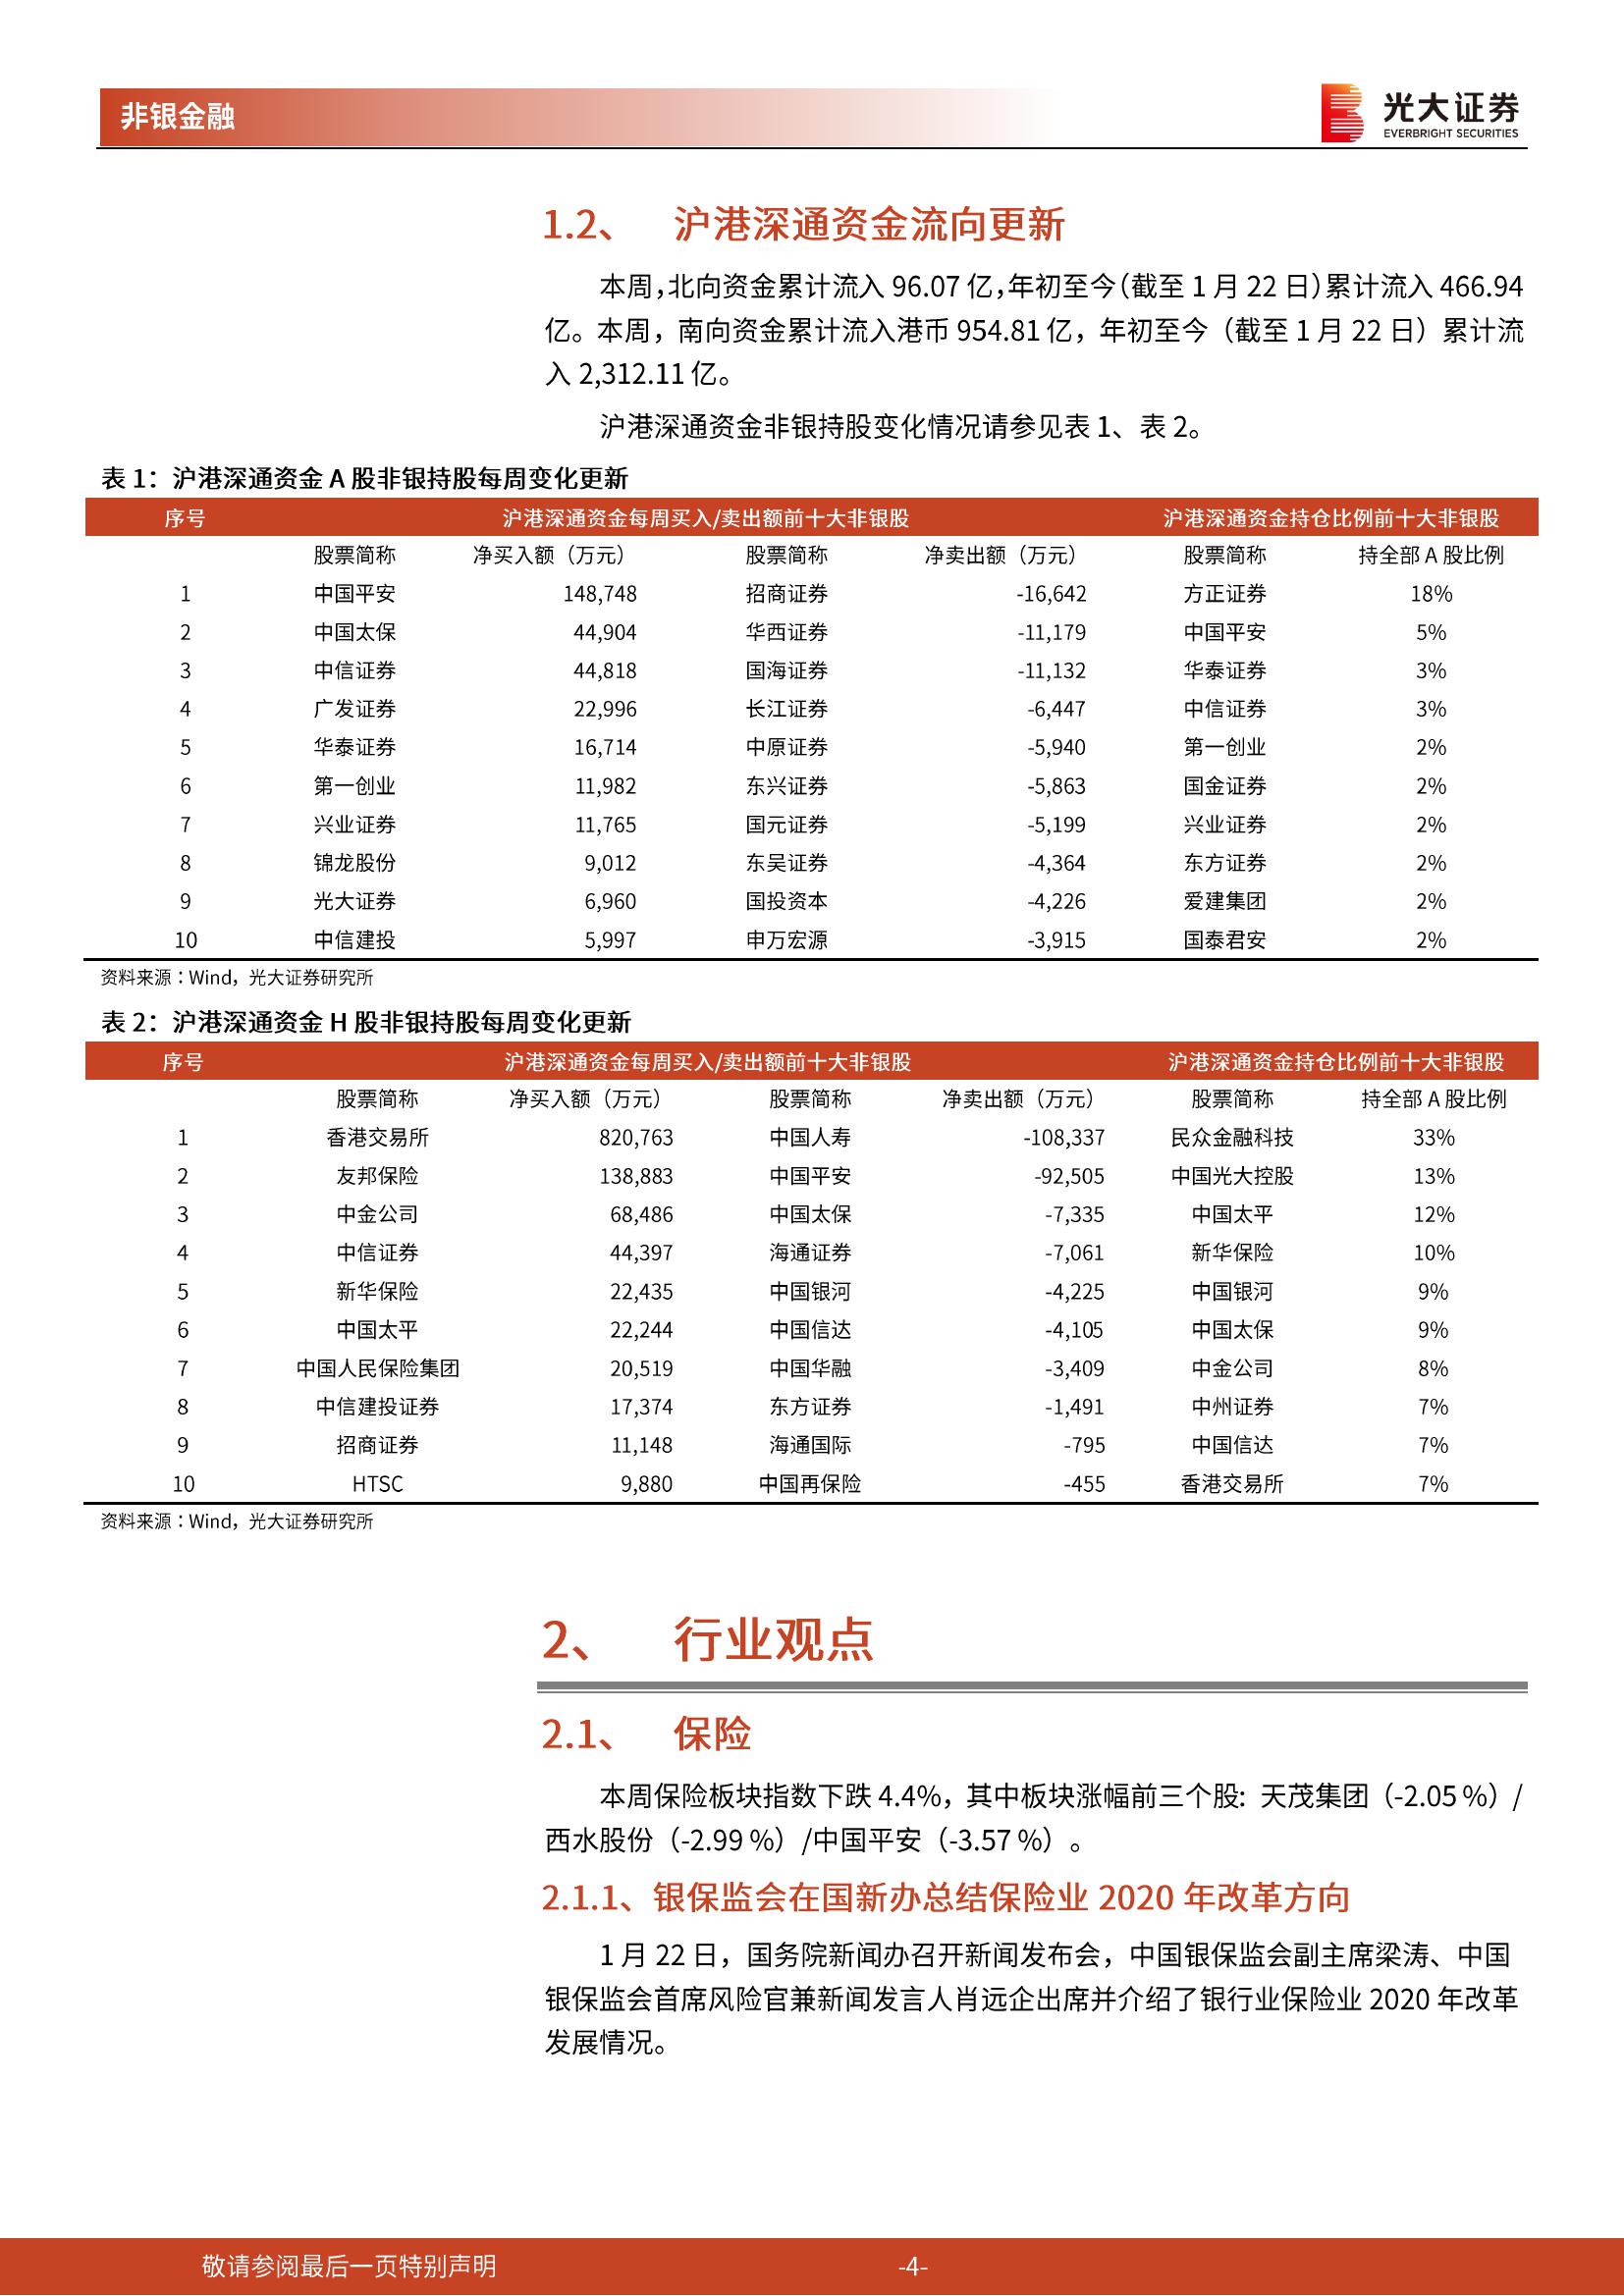 非银金融
光大证券
EVERBRIGHT SECURITIES
1.2、 沪港深通资金流向更新
本周，北向资金累计流入 96.07 亿，年初至今（截至 1 月 22 日）累计流入 466.94
亿。本周，南向资金累计流入港币 954.81 亿，年初至今（截至 1 月 22 日）累计流
入 2,312.11 亿。
沪港深通资金非银持股变化情况请参见表 1、表 2。
表 1：沪港深通资金 A 股非银持股每周变化更新
序号 沪港深通资金每周买入/卖出额前十大非银股 沪港深通资金持仓比例前十大非银股
股票简称 净买入额（万元） 股票简称 净卖出额（万元） 股票简称 持全部 A 股比例
1 中国平安 148,748 招商证券 -16,642 方正证券 18%
2 中国太保 44,904 华西证券 -11,179 中国平安 5%
3 中信证券 44,818 国海证券 -11,132 华泰证券 3%
4 广发证券 22,996 长江证券 -6,447 中信证券 3%
5 华泰证券 16,714 中原证券 -5,940 第一创业 2%
6 第一创业 11,982 东兴证券 -5,863 国金证券 2%
7 兴业证券 11,765 国元证券 -5,199 兴业证券 2%
8 锦龙股份 9,012 东吴证券 -4,364 东方证券 2%
9 光大证券 6,960 国投资本 -4,226 爱建集团 2%
10 中信建投 5,997 申万宏源 -3,915 国泰君安 2%
资料来源：Wind，光大证券研究所
表 2：沪港深通资金 H 股非银持股每周变化更新
序号 沪港深通资金每周买入/卖出额前十大非银股 沪港深通资金持仓比例前十大非银股
股票简称 净买入额（万元） 股票简称 净卖出额（万元） 股票简称 持全部 A 股比例
1 香港交易所 820,763 中国人寿 -108,337 民众金融科技 33%
2 友邦保险 138,883 中国平安 -92,505 中国光大控股 13%
3 中金公司 68,486 中国太保 -7,335 中国太平 12%
4 中信证券 44,397 海通证券 -7,061 新华保险 10%
5 新华保险 22,435 中国银河 -4,225 中国银河 9%
6 中国太平 22,244 中国信达 -4,105 中国太保 9%
7 中国人民保险集团 20,519 中国华融 -3,409 中金公司 8%
8 中信建投证券 17,374 东方证券 -1,491 中州证券 7%
9 招商证券 11,148 海通国际 -795 中国信达 7%
10 HTSC 9,880 中国再保险 -455 香港交易所 7%
资料来源：Wind，光大证券研究所
2、 行业观点
2.1、 保险
本周保险板块指数下跌 4.4%，其中板块涨幅前三个股：天茂集团（-2.05 %）/
西水股份（-2.99 %）/中国平安（-3.57 %）。
2.1.1、银保监会在国新办总结保险业 2020 年改革方向
1 月 22 日，国务院新闻办召开新闻发布会，中国银保监会副主席梁涛、中国
银保监会首席风险官兼新闻发言人肖远企出席并介绍了银行业保险业 2020 年改革
发展情况。
敬请参阅最后一页特别声明 -4-